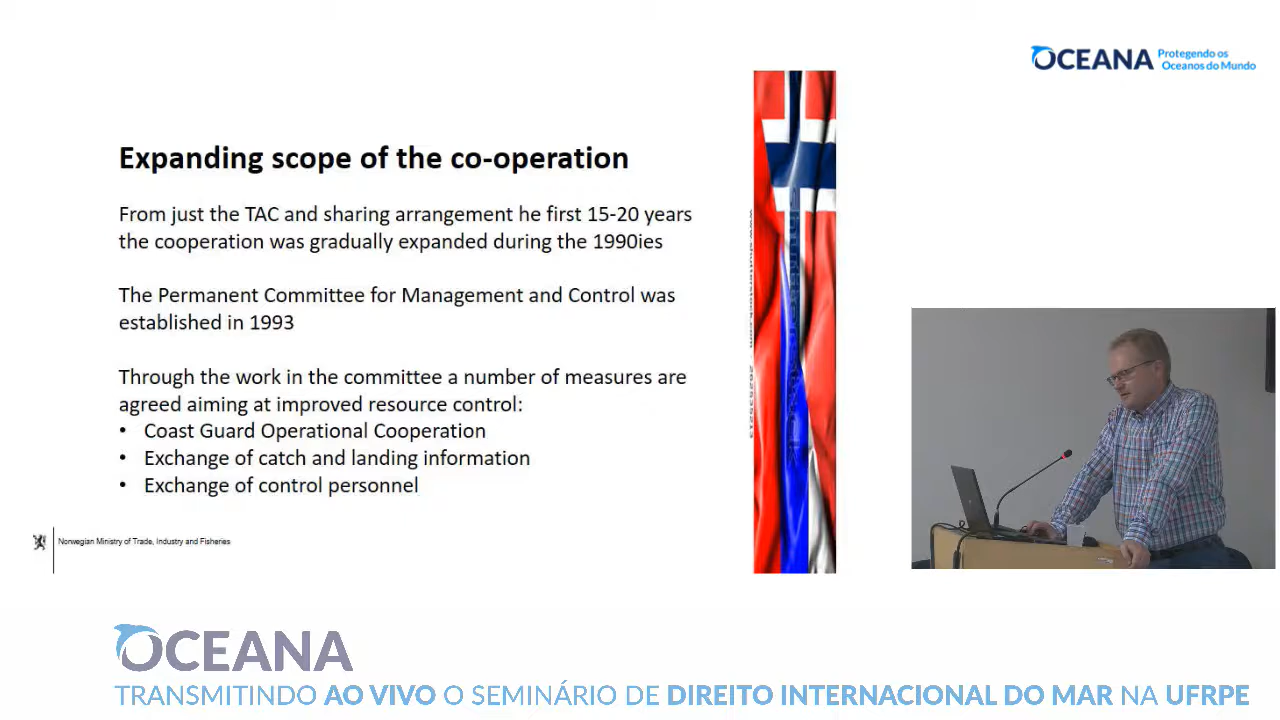 OCEANA Protegendo os
Oceanos do Mundo
Expanding scope of the co-operation
From just the TAC and sharing arrangement he first 15-20 years
the cooperation was gradually expanded during the 1990ies
The Permanent Committee for Management and Control was
established in 1993
Through the work in the committee a number of measures are
agreed aiming at improved resource control:
• Coast Guard Operational Cooperation
• Exchange of catch and landing information
• Exchange of control personnel
Norwegian Ministry of Trade, Industry and Fisheries
OCEANA
TRANSMITINDO AO VIVO O SEMINÁRIO DE DIREITO INTERNACIONAL DO MAR NA UFRPE